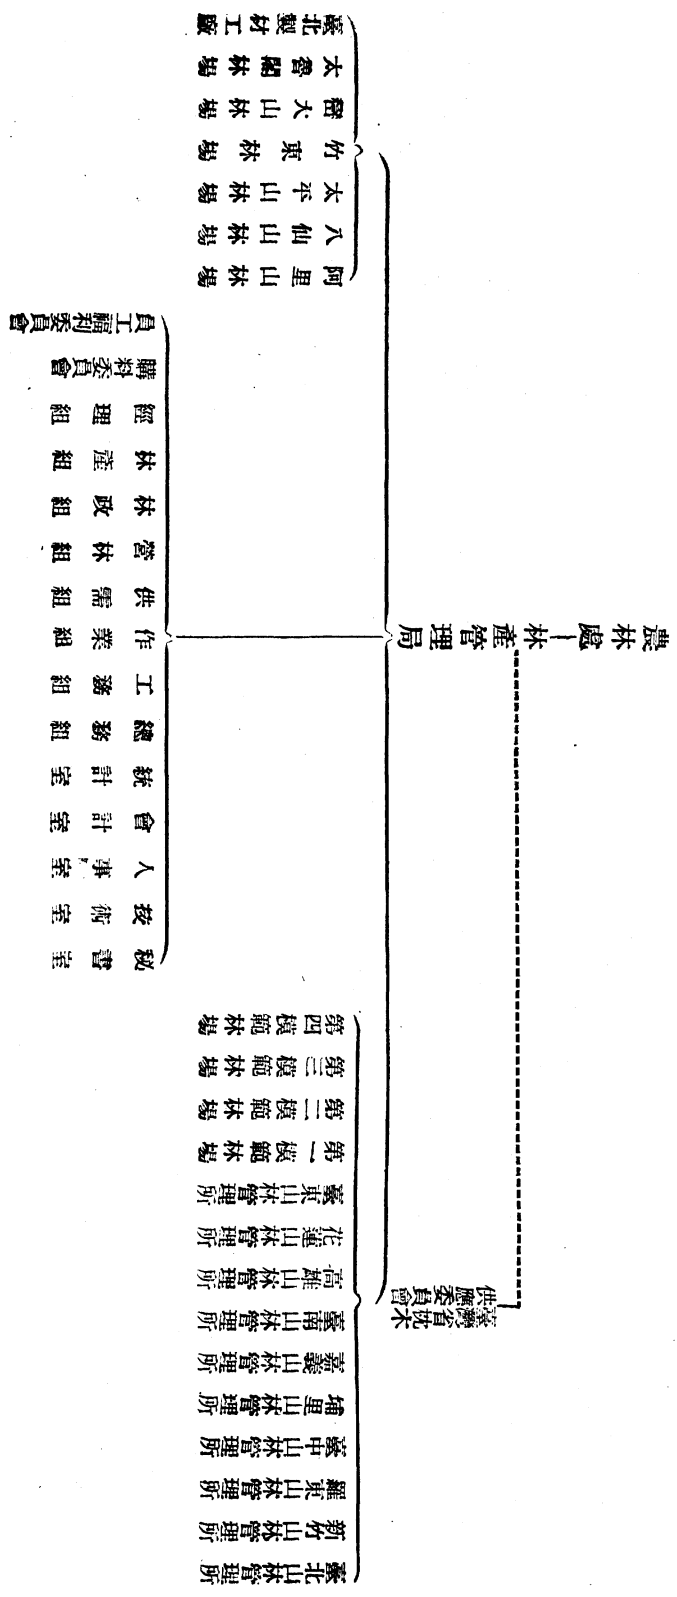 農林處
林產管理局
臺灣省枕木
供應委員會
臺北山林管理所
新竹山林管理所
羅東山林管理所
臺中山林管理所
埔里山林管理所
嘉義山林管理所
臺南山林管理所
高雄山林管理所
花蓮山林管理所
臺東山林管理所
第一模範林場
第二模範林場
第三模範林場
第四模範林場
秘書室
技術室
人事室
會計室
統計室
總務組
工務組
作業組
供需組
營林組
林政組
林產組
經理組
購料委員會
員工福利委員會
阿里山林場
八仙山林場
太平山林場
竹東林場
巒大山林場
太魯閣林場
臺北製材工廠